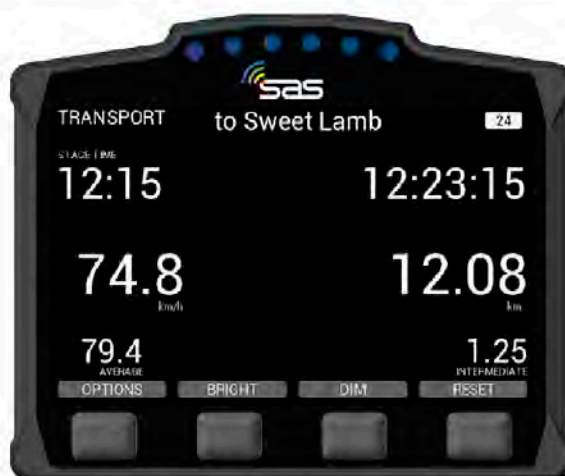 sas
TRANSPORT to Sweet Lamb 24
STAGE TIME
12:15 12:23:15
74.8 12.08
km/h km
79.4 1.25
AVERAGE INTERMEDIATE
OPTIONS BRIGHT DIM RESET